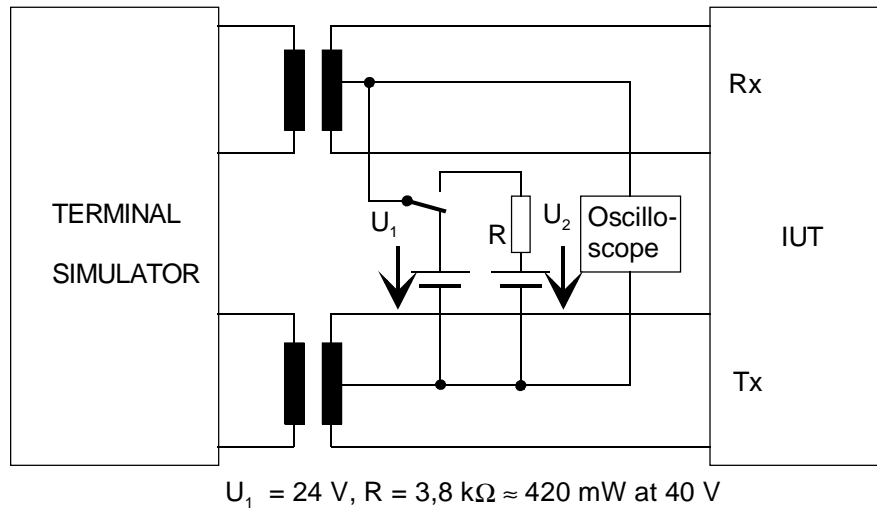 Rx
TERMINAL
SIMULATOR
U₁
R
U₂
Oscillo-
scope
IUT
Tx
U₁ = 24 V, R = 3,8 kΩ ≈ 420 mW at 40 V